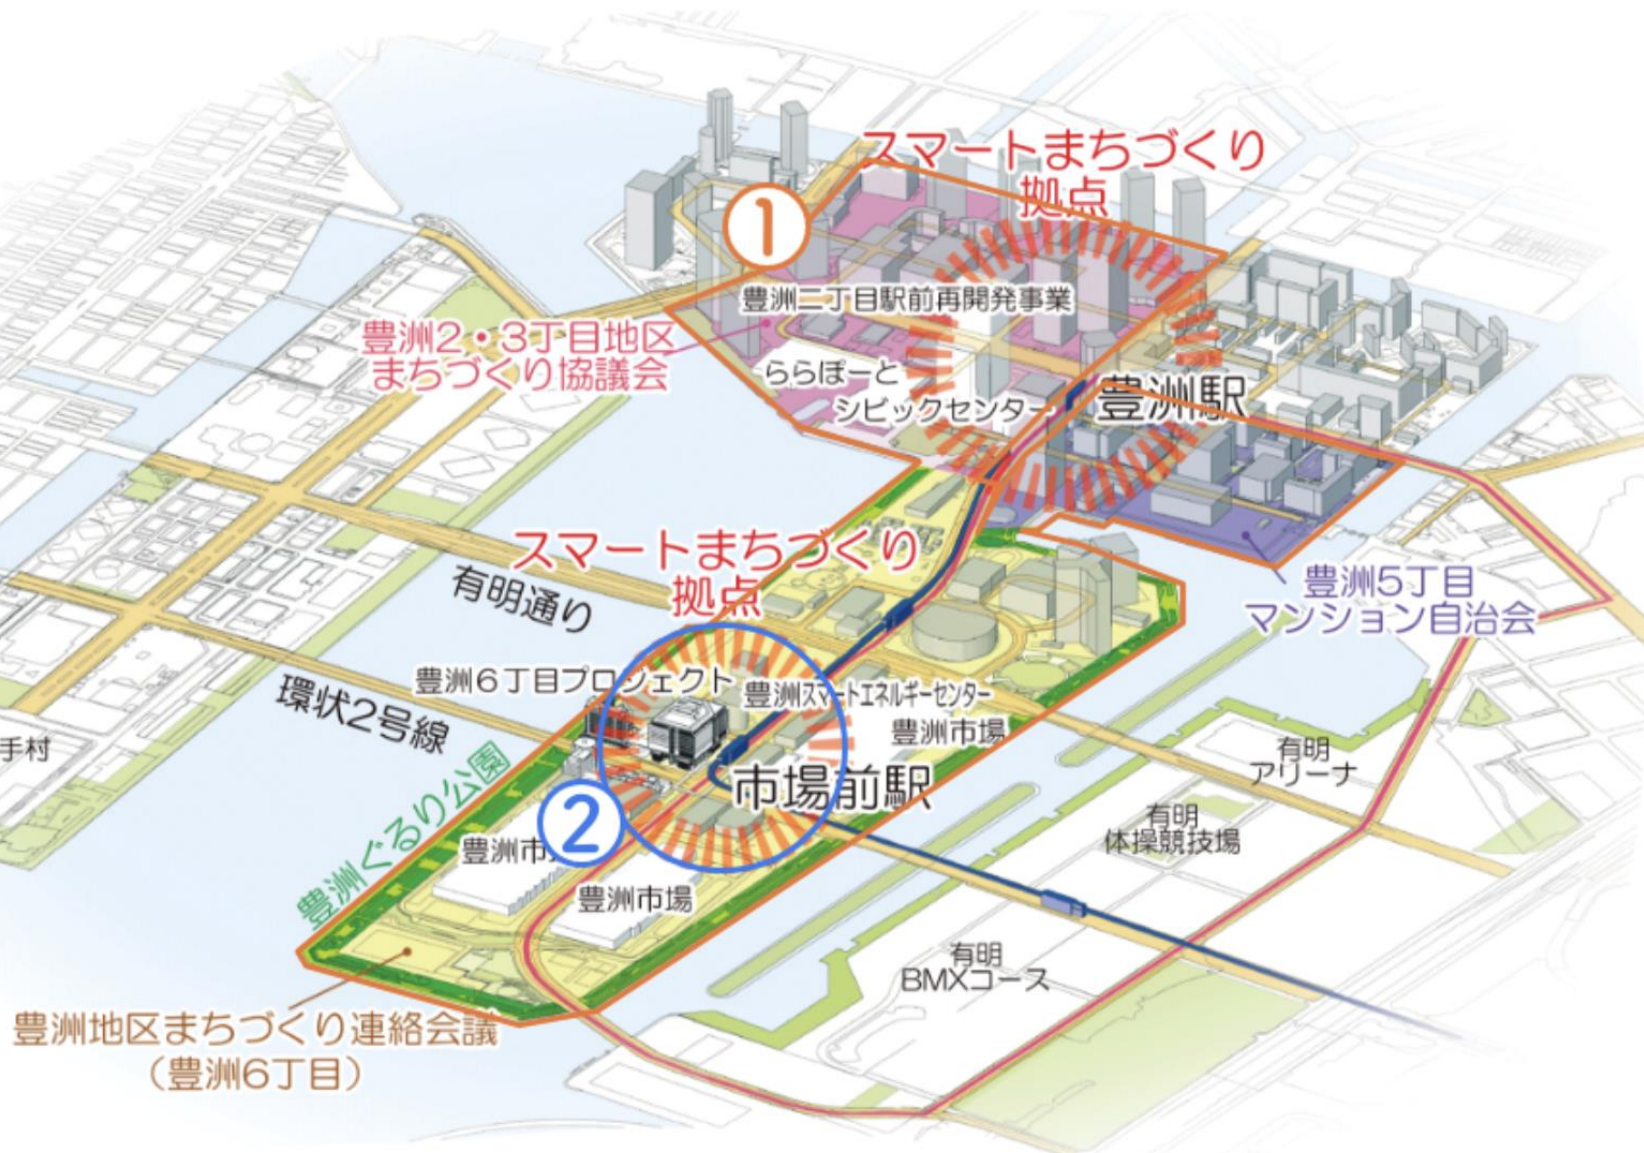 スマートまちづくり
拠点
①
豊洲二丁目駅前再開発事業
豊洲2・3丁目地区
まちづくり協議会
ららぽーと
シビックセンター
豊洲駅
スマートまちづくり
拠点
有明通り
豊洲5丁目
マンション自治会
豊洲6丁目プロジェクト
豊洲スマートエネルギーセンター
環状2号線
豊洲市場
手村
有明
アリーナ
市場前駅
②
有明
体操競技場
豊洲ぐるり公園
豊洲市
豊洲市場
有明
BMXコース
豊洲地区まちづくり連絡会議
（豊洲6丁目）